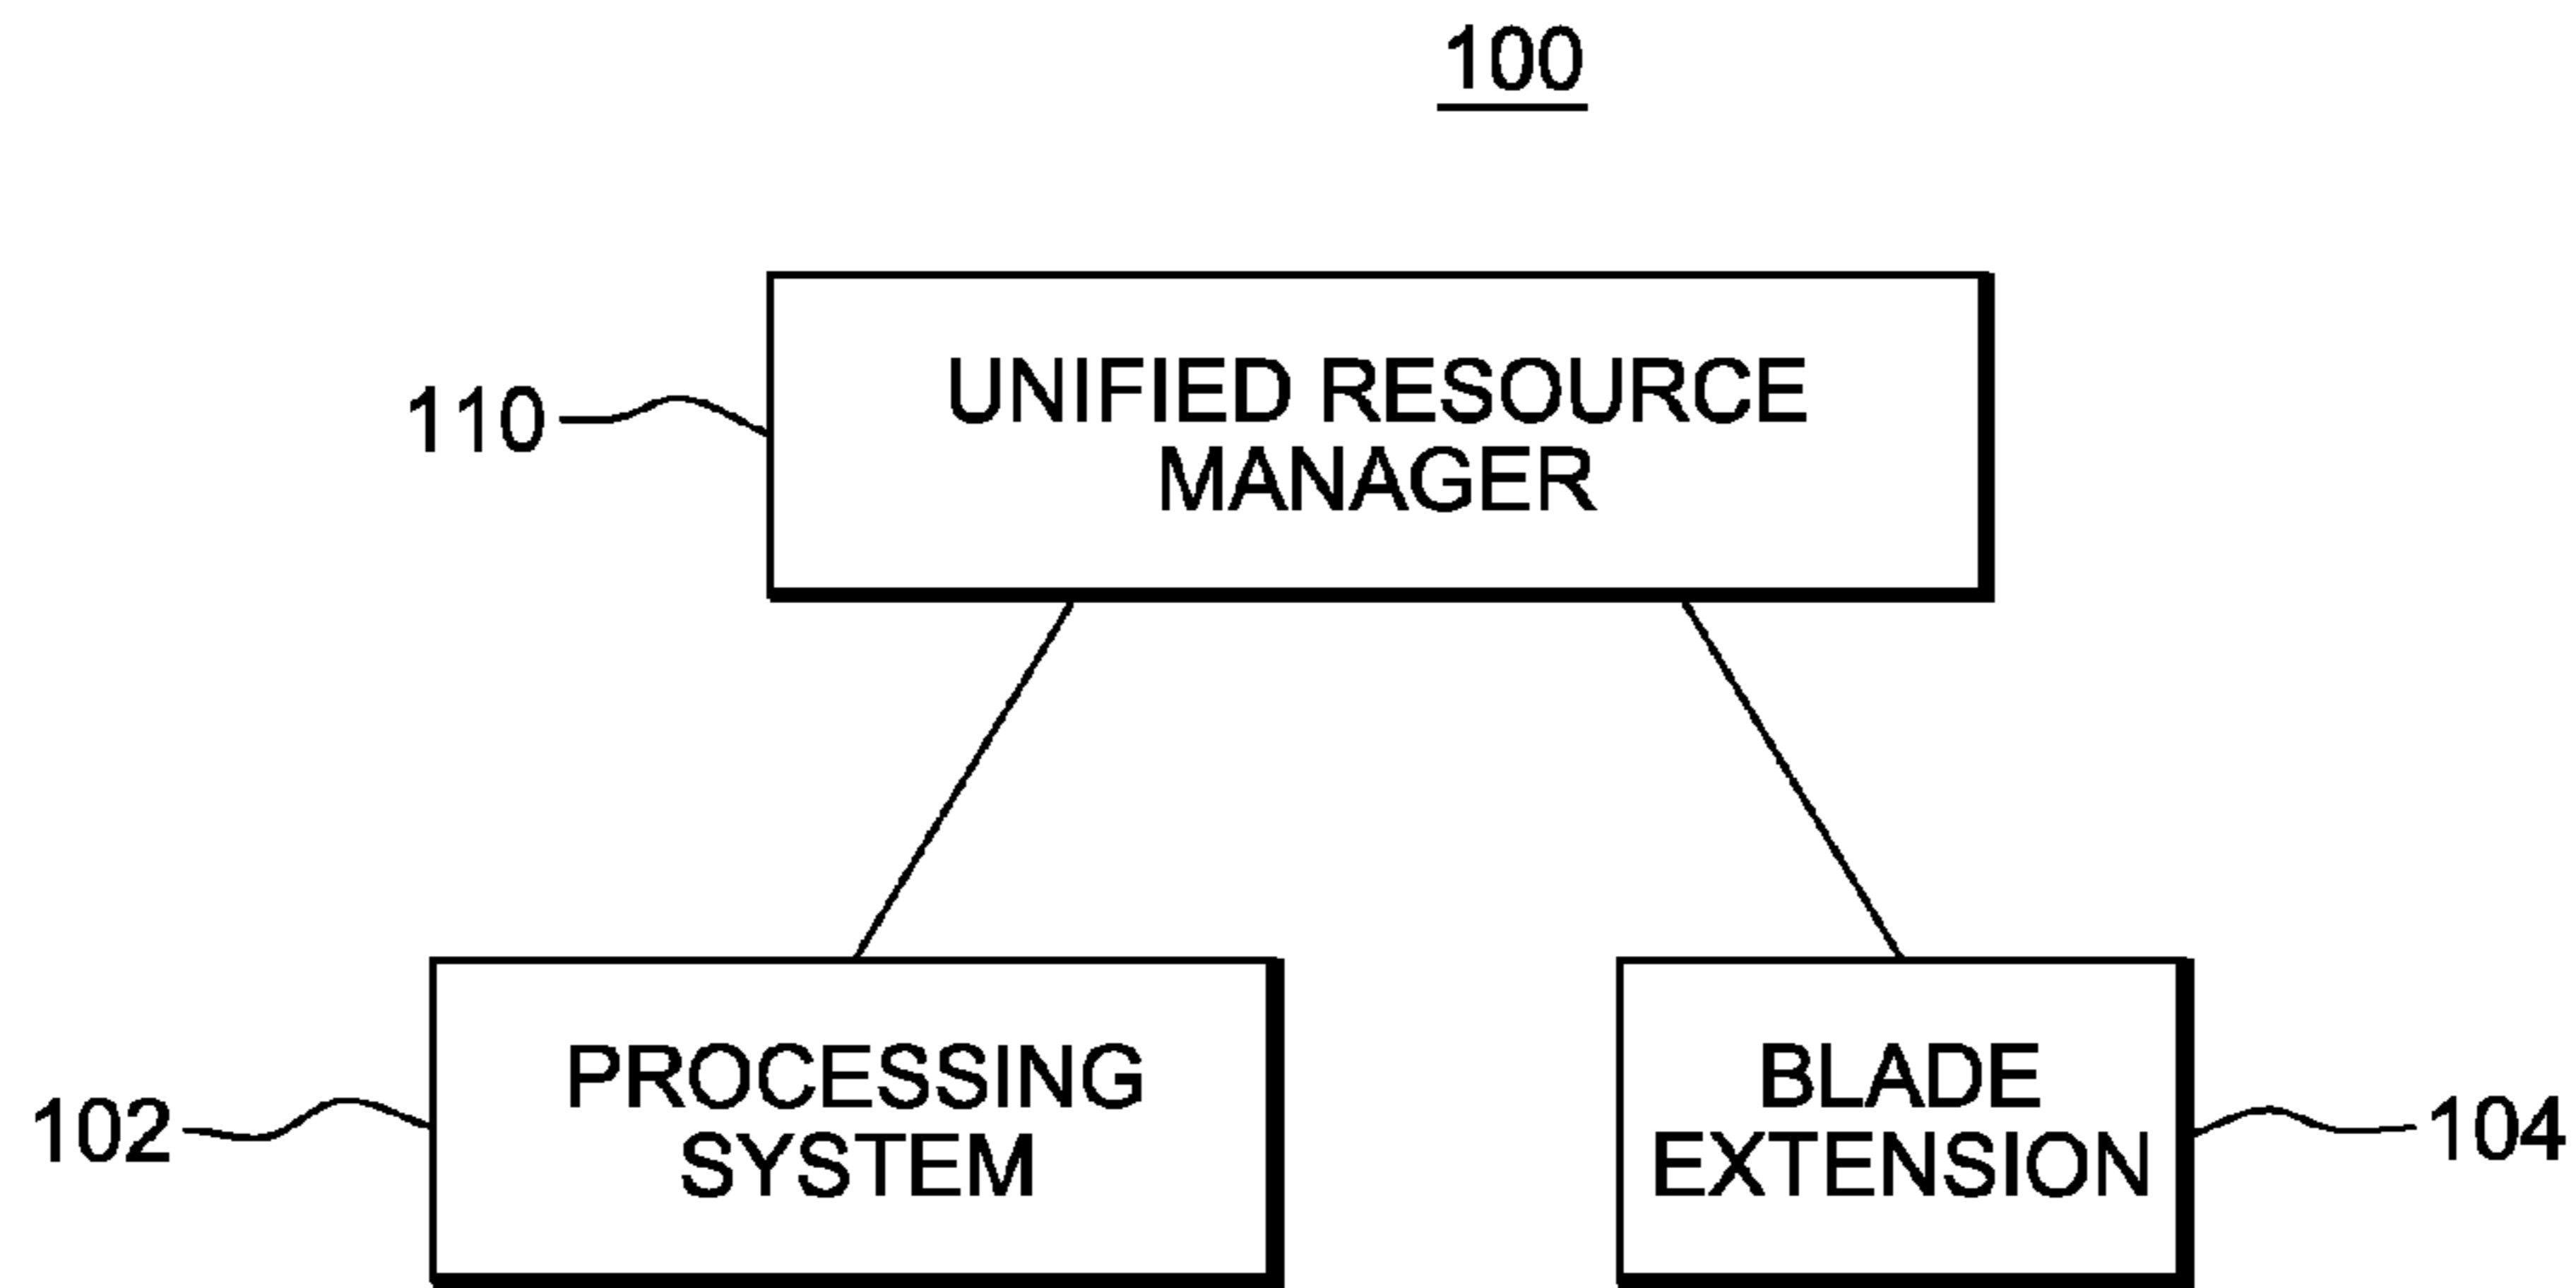 100
110
UNIFIED RESOURCE
MANAGER
102
PROCESSING
SYSTEM
BLADE
EXTENSION
104